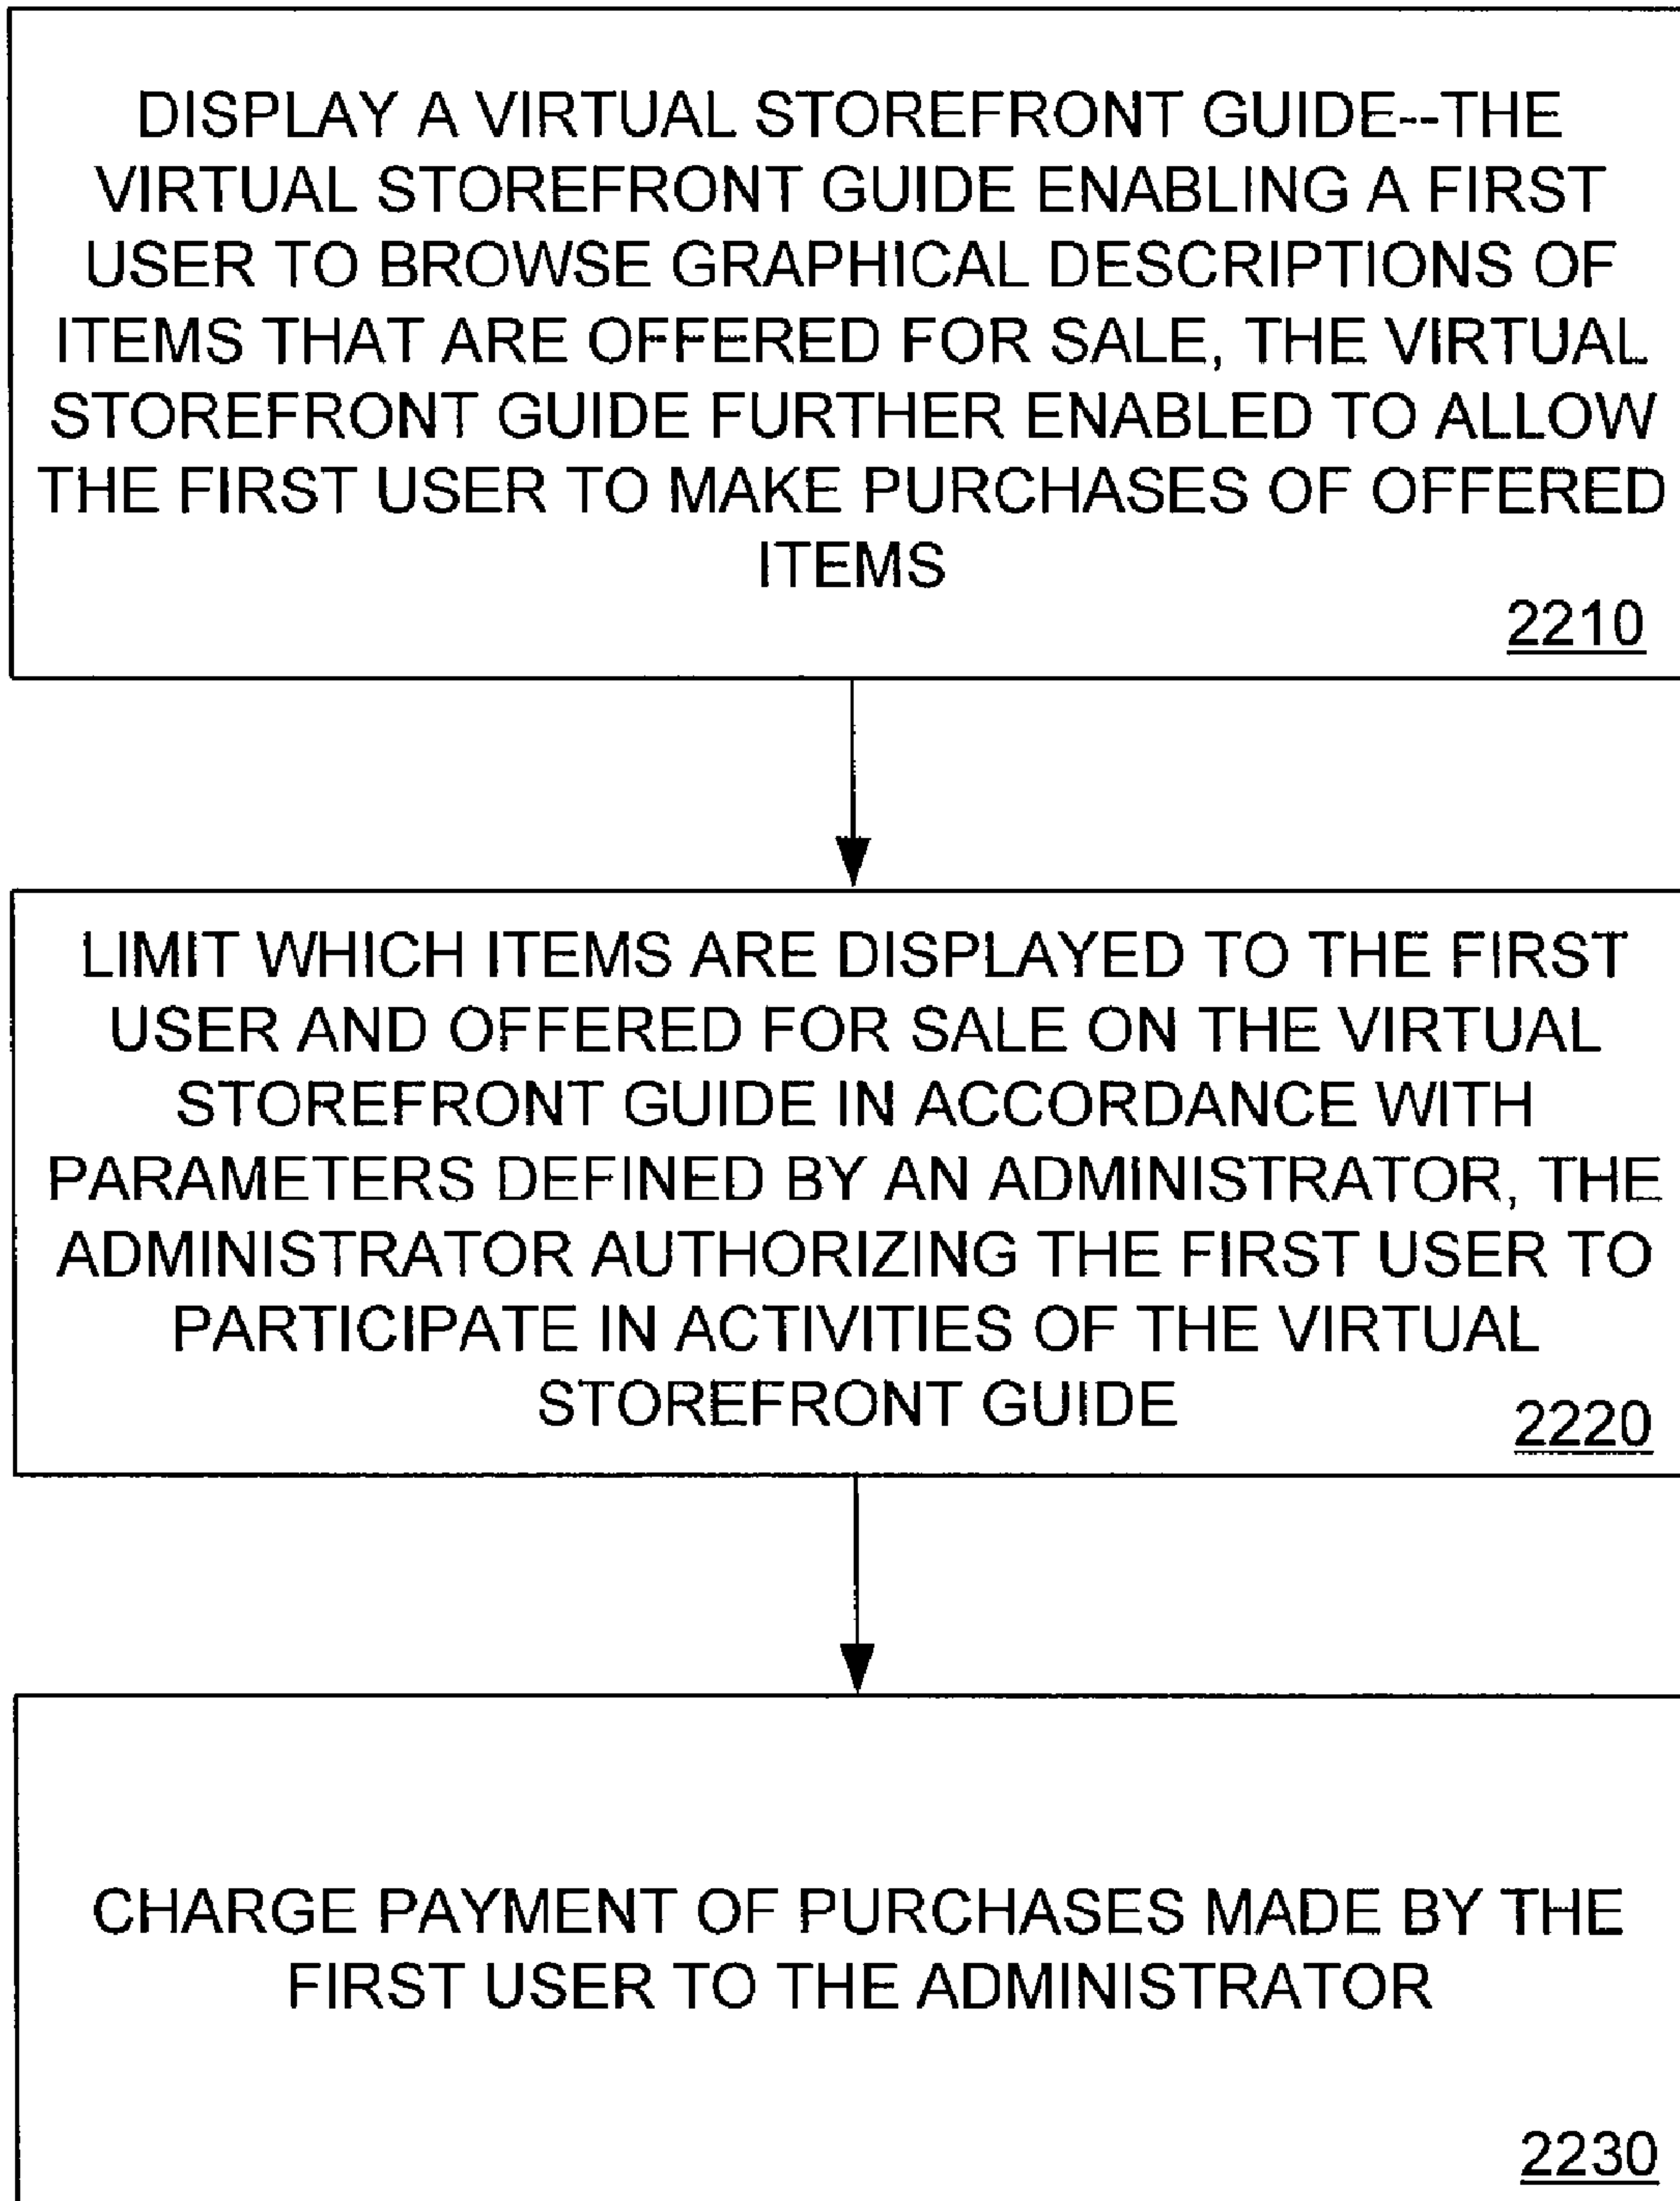 DISPLAY A VIRTUAL STOREFRONT GUIDE--THE
VIRTUAL STOREFRONT GUIDE ENABLING A FIRST
USER TO BROWSE GRAPHICAL DESCRIPTIONS OF
ITEMS THAT ARE OFFERED FOR SALE, THE VIRTUAL
STOREFRONT GUIDE FURTHER ENABLED TO ALLOW
THE FIRST USER TO MAKE PURCHASES OF OFFERED
ITEMS
2210
LIMIT WHICH ITEMS ARE DISPLAYED TO THE FIRST
USER AND OFFERED FOR SALE ON THE VIRTUAL
STOREFRONT GUIDE IN ACCORDANCE WITH
PARAMETERS DEFINED BY AN ADMINISTRATOR, THE
ADMINISTRATOR AUTHORIZING THE FIRST USER TO
PARTICIPATE IN ACTIVITIES OF THE VIRTUAL
STOREFRONT GUIDE
2220
CHARGE PAYMENT OF PURCHASES MADE BY THE
FIRST USER TO THE ADMINISTRATOR
2230